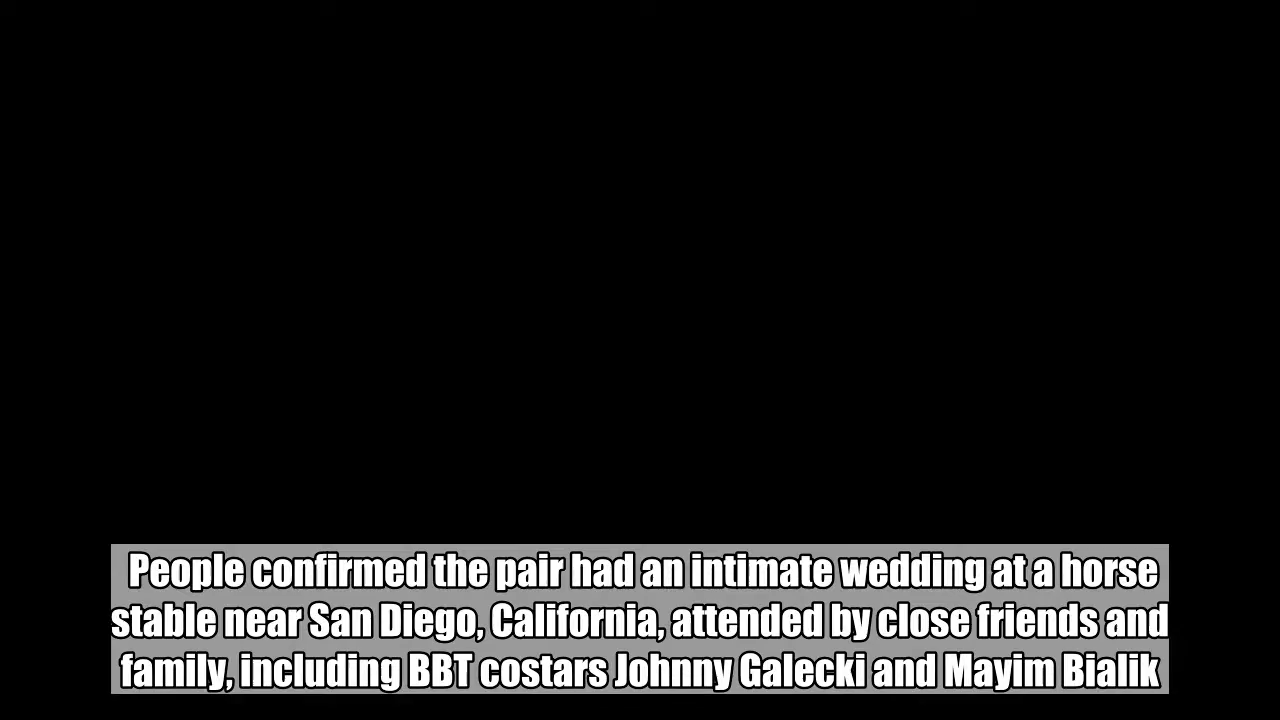 People confirmed the pair had an intimate wedding at a horse
stable near San Diego, California, attended by close friends and
family, including BBT costars Johnny Galecki and Mayim Bialik